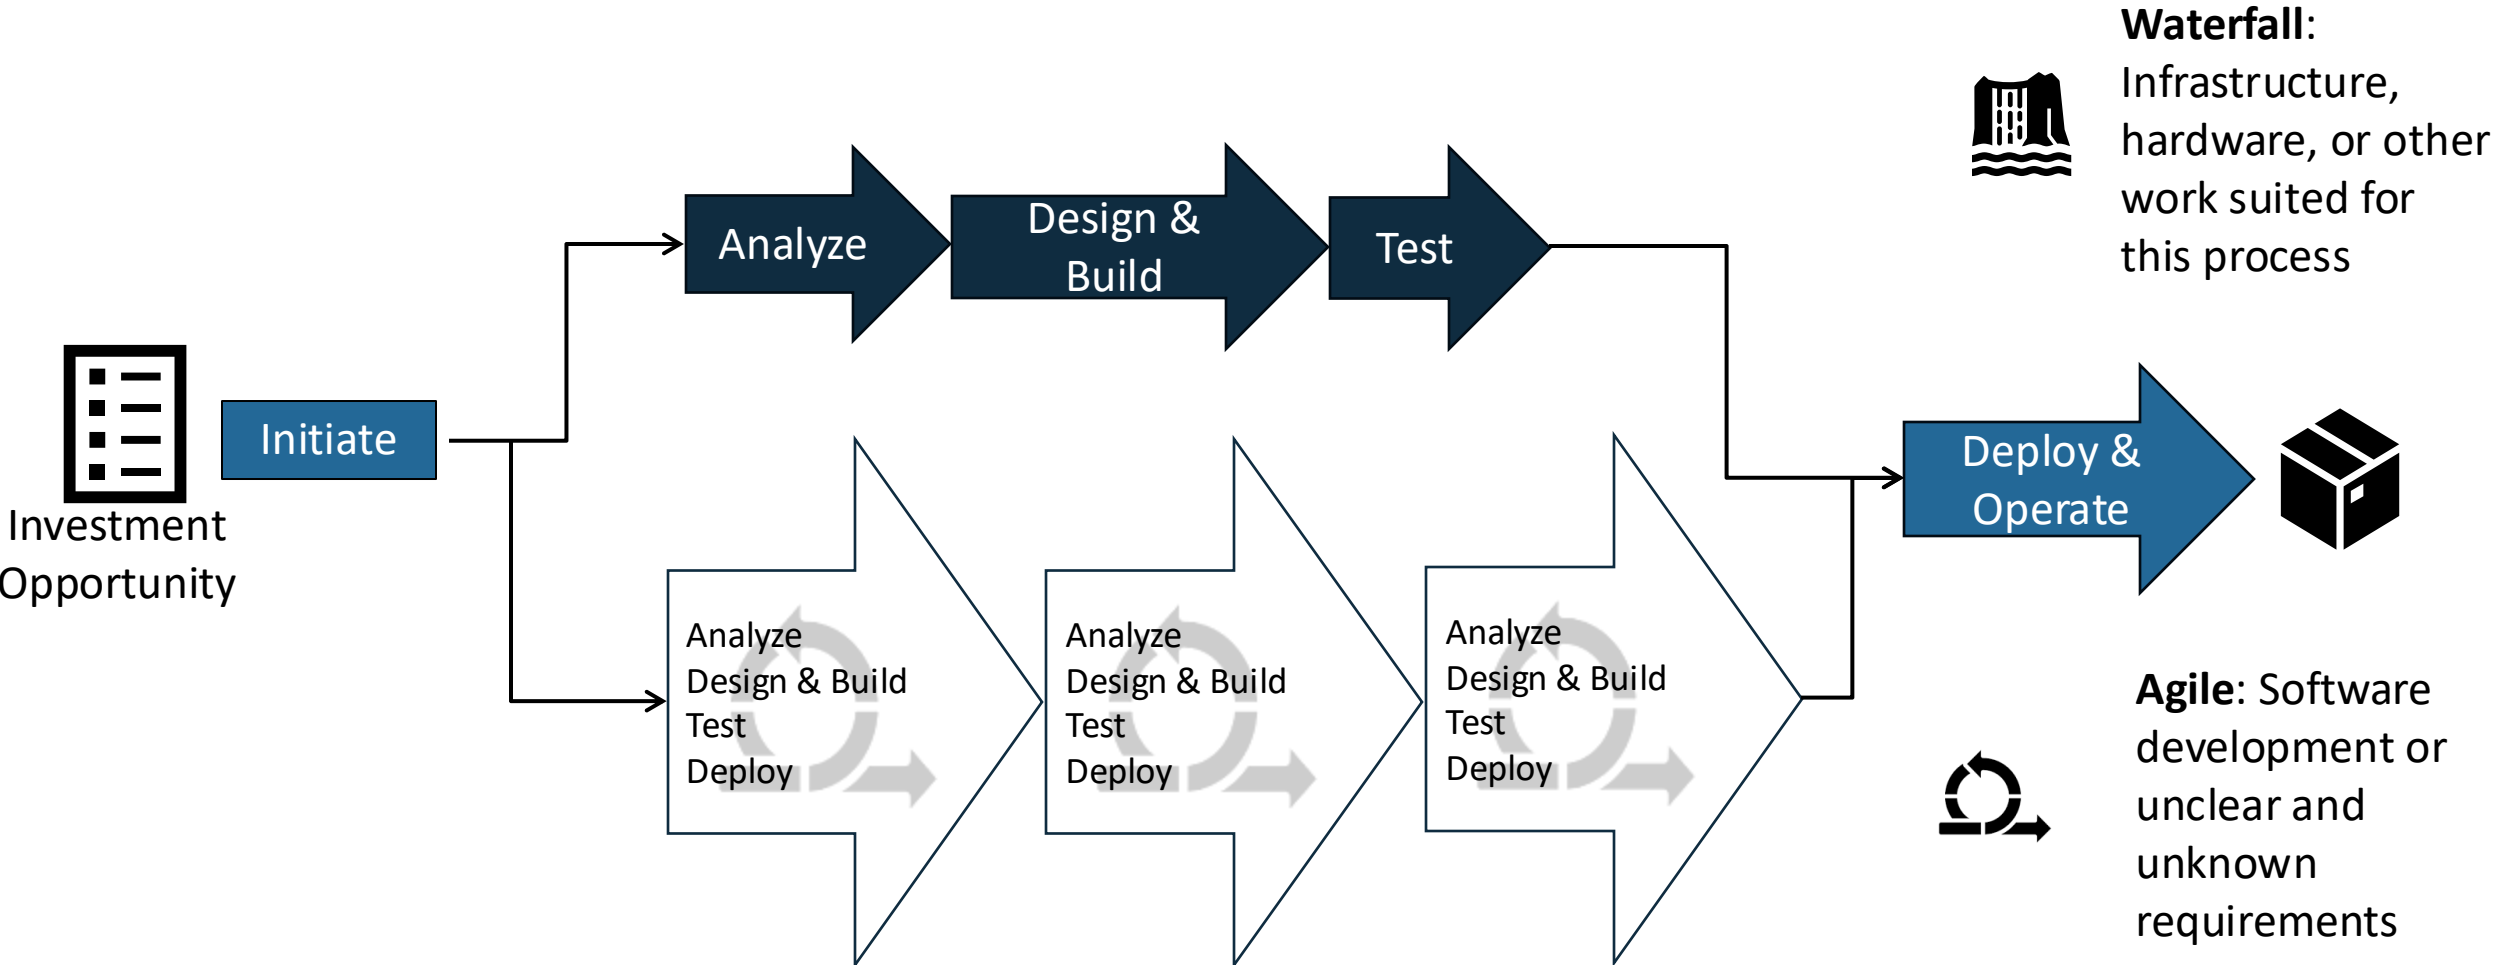 Waterfall:
Infrastructure,
hardware, or other
work suited for
this process
Analyze
Design &
Build
Test
Investment
Opportunity
Initiate
Deploy &
Operate
Analyze
Design & Build
Test
Deploy
Analyze
Design & Build
Test
Deploy
Analyze
Design & Build
Test
Deploy
Agile: Software
development or
unclear and
unknown
requirements